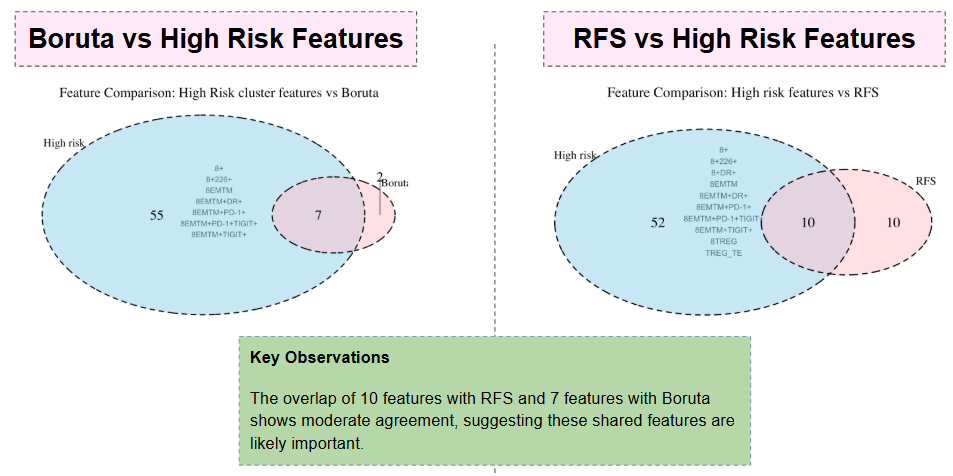 Boruta vs High Risk Features
Feature Comparison: High Risk cluster features vs Boruta
High risk
8+
8+226+
8EMTM
8EMTM+DR+
8EMTM+PD-1+
8EMTM+PD-1+TIGIT+
8EMTM+TIGIT+
55
7
2
Boruta
RFS vs High Risk Features
Feature Comparison: High risk features vs RFS
High risk
8+
8+226+
8+DR+
8EMTM
8EMTM+DR+
8EMTM+PD-1+
8EMTM+PD-1+TIGIT+
8EMTM+TIGIT+
8TREG
TREG_TE
52
10
10
RFS
Key Observations
The overlap of 10 features with RFS and 7 features with Boruta
shows moderate agreement, suggesting these shared features are
likely important.